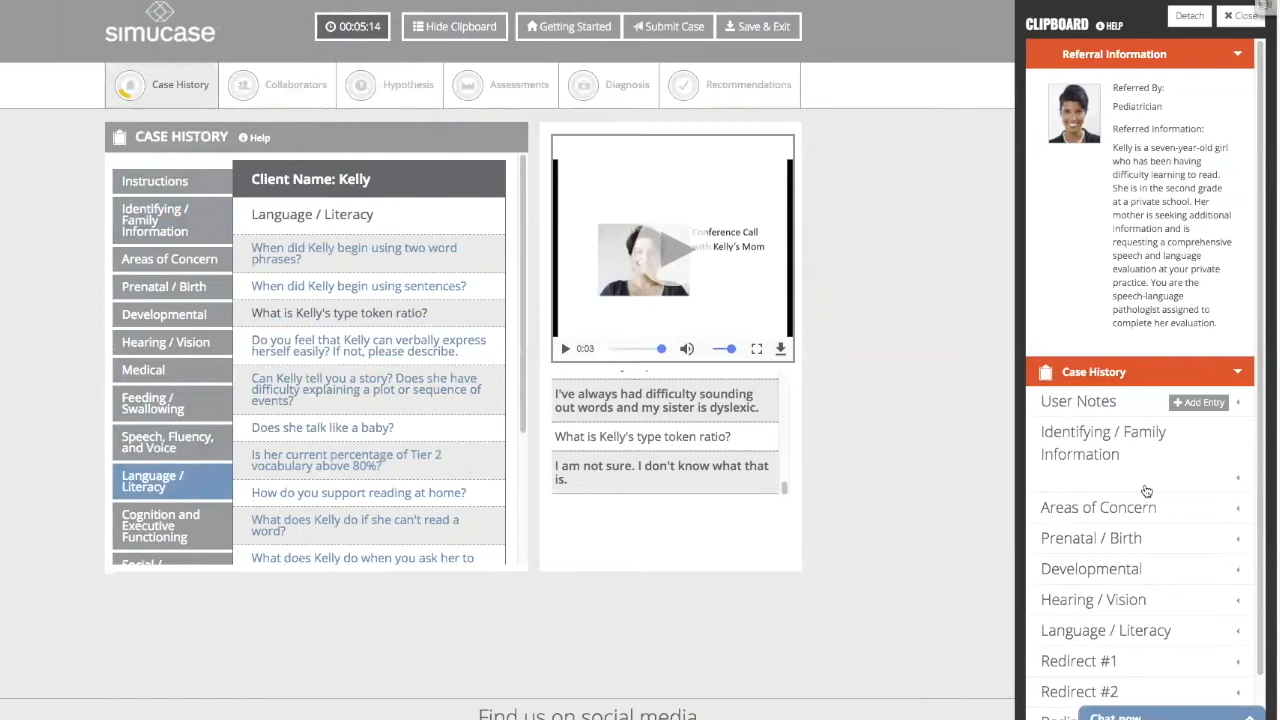 simucase
00:05:14
Hide Clipboard
Getting Started
Submit Case
Save & Exit
Case History
Collaborators
Hypothesis
Assessments
Diagnosis
Recommendations
CASE HISTORY
Help
Instructions
Identifying /
Family
Information
Areas of Concern
Prenatal / Birth
Developmental
Hearing / Vision
Medical
Feeding /
Swallowing
Speech, Fluency,
and Voice
Language /
Literacy
Cognition and
Executive
Functioning
Social /
Client Name: Kelly
Language / Literacy
When did Kelly begin using two word
phrases?
When did Kelly begin using sentences?
What is Kelly's type token ratio?
Do you feel that Kelly can verbally express
herself easily? If not, please describe.
Can Kelly tell you a story? Does she have
difficulty explaining a plot or sequence of
events?
Does she talk like a baby?
Is her current percentage of Tier 2
vocabulary above 80%?
How do you support reading at home?
What does Kelly do if she can't read a
word?
What does Kelly do when you ask her to
Conference Call
with Kelly's Mom
0:03
I've always had difficulty sounding
out words and my sister is dyslexic.
What is Kelly's type token ratio?
I am not sure. I don't know what that
is.
Find us on social media
CLIPBOARD
HELP
Detach
Close
Referral Information
Referred By:
Pediatrician
Referred Information:
Kelly is a seven-year-old girl
who has been having
difficulty learning to read.
She is in the second grade
at a private school. Her
mother is seeking additional
information and is
requesting a comprehensive
speech and language
evaluation at your private
practice. You are the
speech-language
pathologist assigned to
complete her evaluation.
Case History
User Notes
Add Entry
Identifying / Family
Information
Areas of Concern
Prenatal / Birth
Developmental
Hearing / Vision
Language / Literacy
Redirect #1
Redirect #2
Chat now